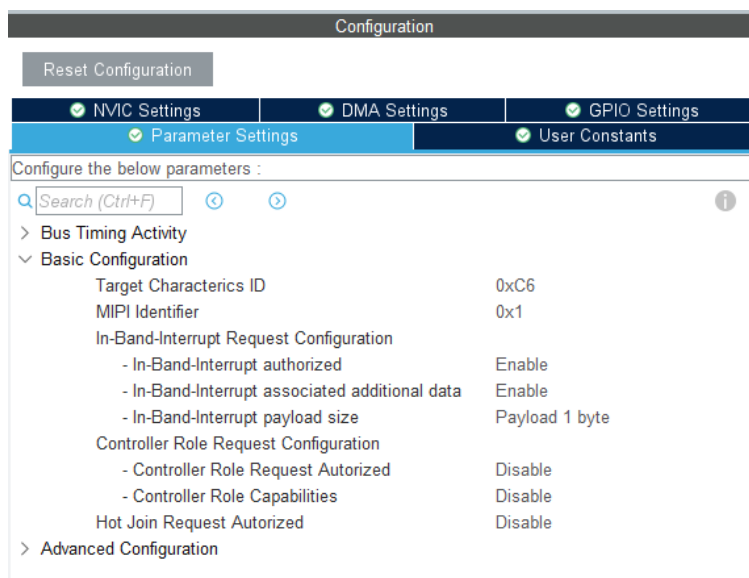 Configuration
Reset Configuration
NVIC Settings DMA Settings GPIO Settings
Parameter Settings User Constants
Configure the below parameters :
Search (Ctrl+F)
Bus Timing Activity
Basic Configuration
Target Characterics ID 0xC6
MIPI Identifier 0x1
In-Band-Interrupt Request Configuration
- In-Band-Interrupt authorized Enable
- In-Band-Interrupt associated additional data Enable
- In-Band-Interrupt payload size Payload 1 byte
Controller Role Request Configuration
- Controller Role Request Autorized Disable
- Controller Role Capabilities Disable
Hot Join Request Autorized Disable
Advanced Configuration